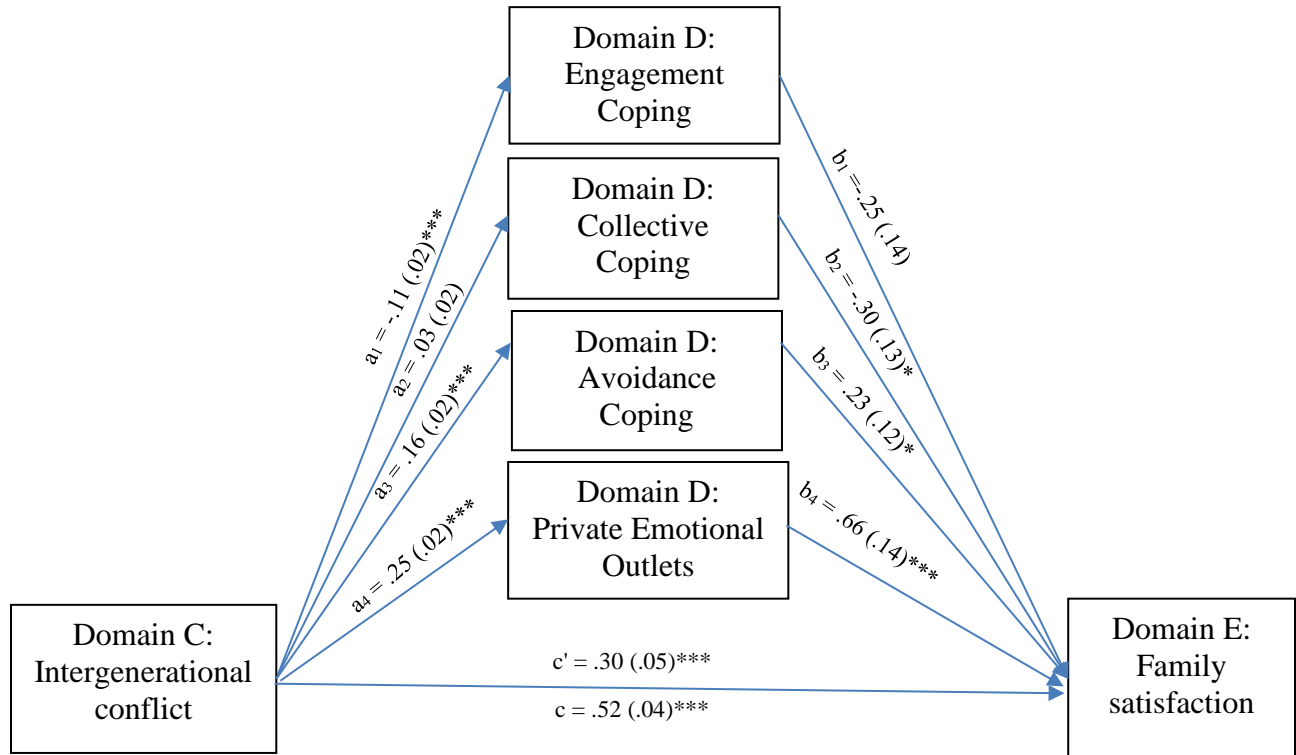 Domain D:
Engagement
Coping
Domain D:
Collective
Coping
Domain D:
Avoidance
Coping
Domain D:
Private Emotional
Outlets
a₁ = -.11 (.02)***
a₂ = .03 (.02)
a₃ = .16 (.02)***
a₄ = .25 (.02)***
b₁ =-.25 (.14)
b₂ = -.30 (.13)*
b₃ = .23 (.12)*
b₄ = .66 (.14)***
Domain C:
Intergenerational
conflict
c' = .30 (.05)***
c = .52 (.04)***
Domain E:
Family
satisfaction